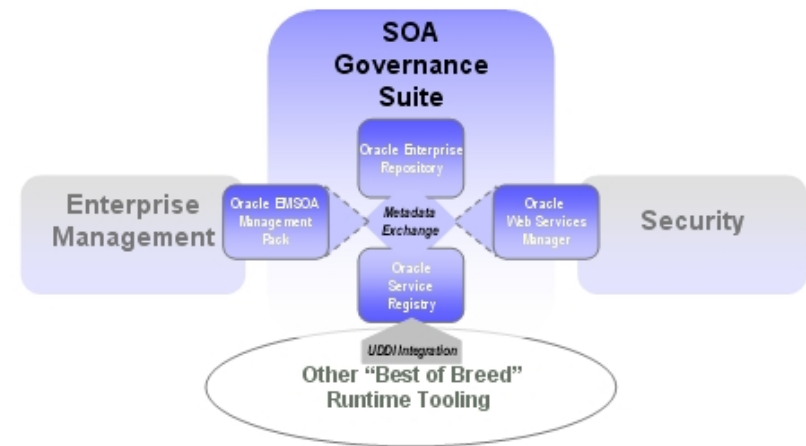 SOA
Governance
Suite
Oracle Enterprise
Repository
Enterprise
Management
Oracle EMSOA
Management
Pack
Metadata
Exchange
Oracle
Web Services
Manager
Security
Oracle
Service
Registry
UDDI Integration
Other “Best of Breed”
Runtime Tooling